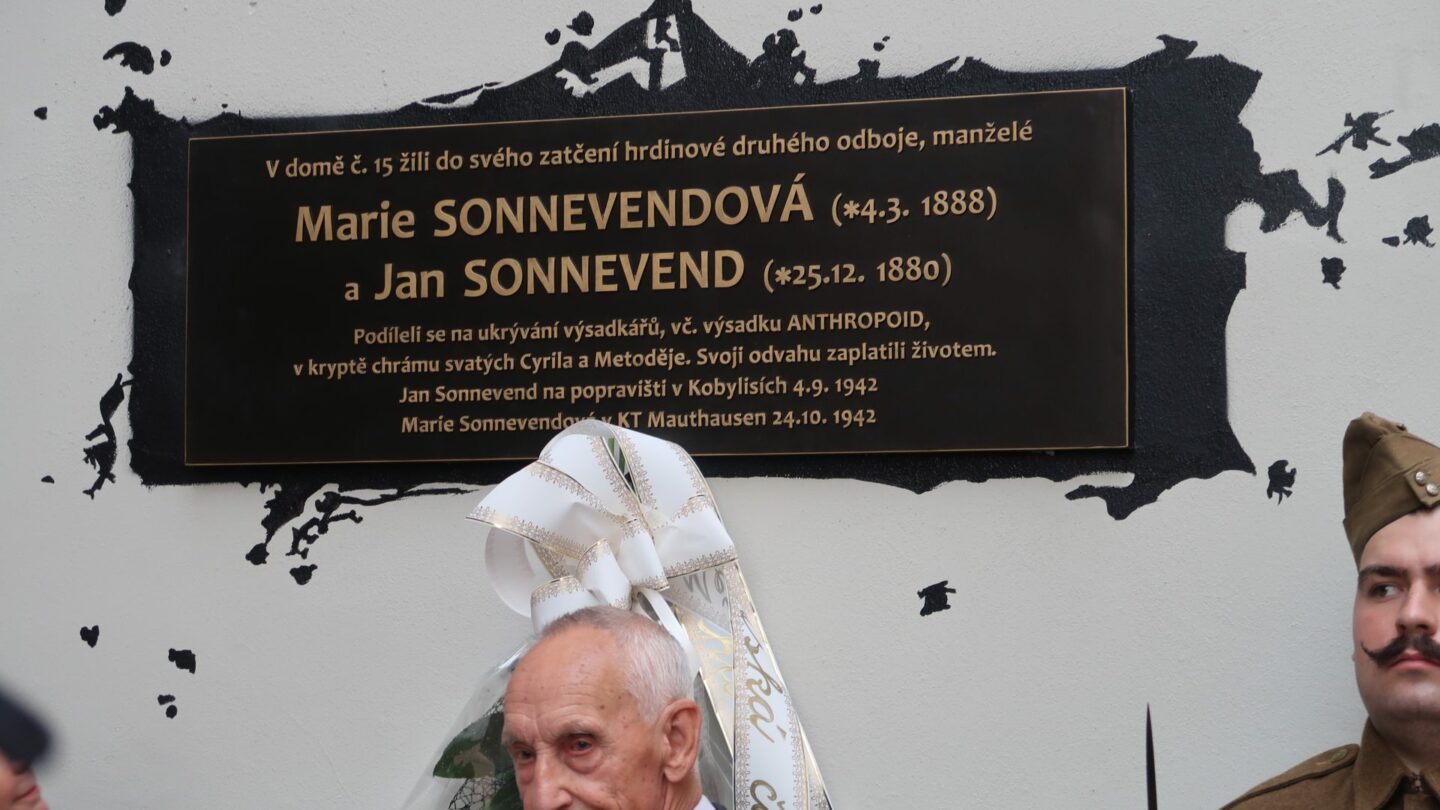 V domě č. 15 žili do svého zatčení hrdinové druhého odboje, manželé
Marie SONNEVENDOVÁ (*4.3. 1888)
a Jan SONNEVEND (*25.12. 1880)
Podíleli se na ukrývání výsadkářů, vč. výsadku ANTHROPOID,
v kryptě chrámu svatých Cyrila a Metoděje. Svoji odvahu zaplatili životem.
Jan Sonnevend na popravišti v Kobylisích 4.9. 1942
Marie Sonnevendová v KT Mauthausen 24.10. 1942
ská